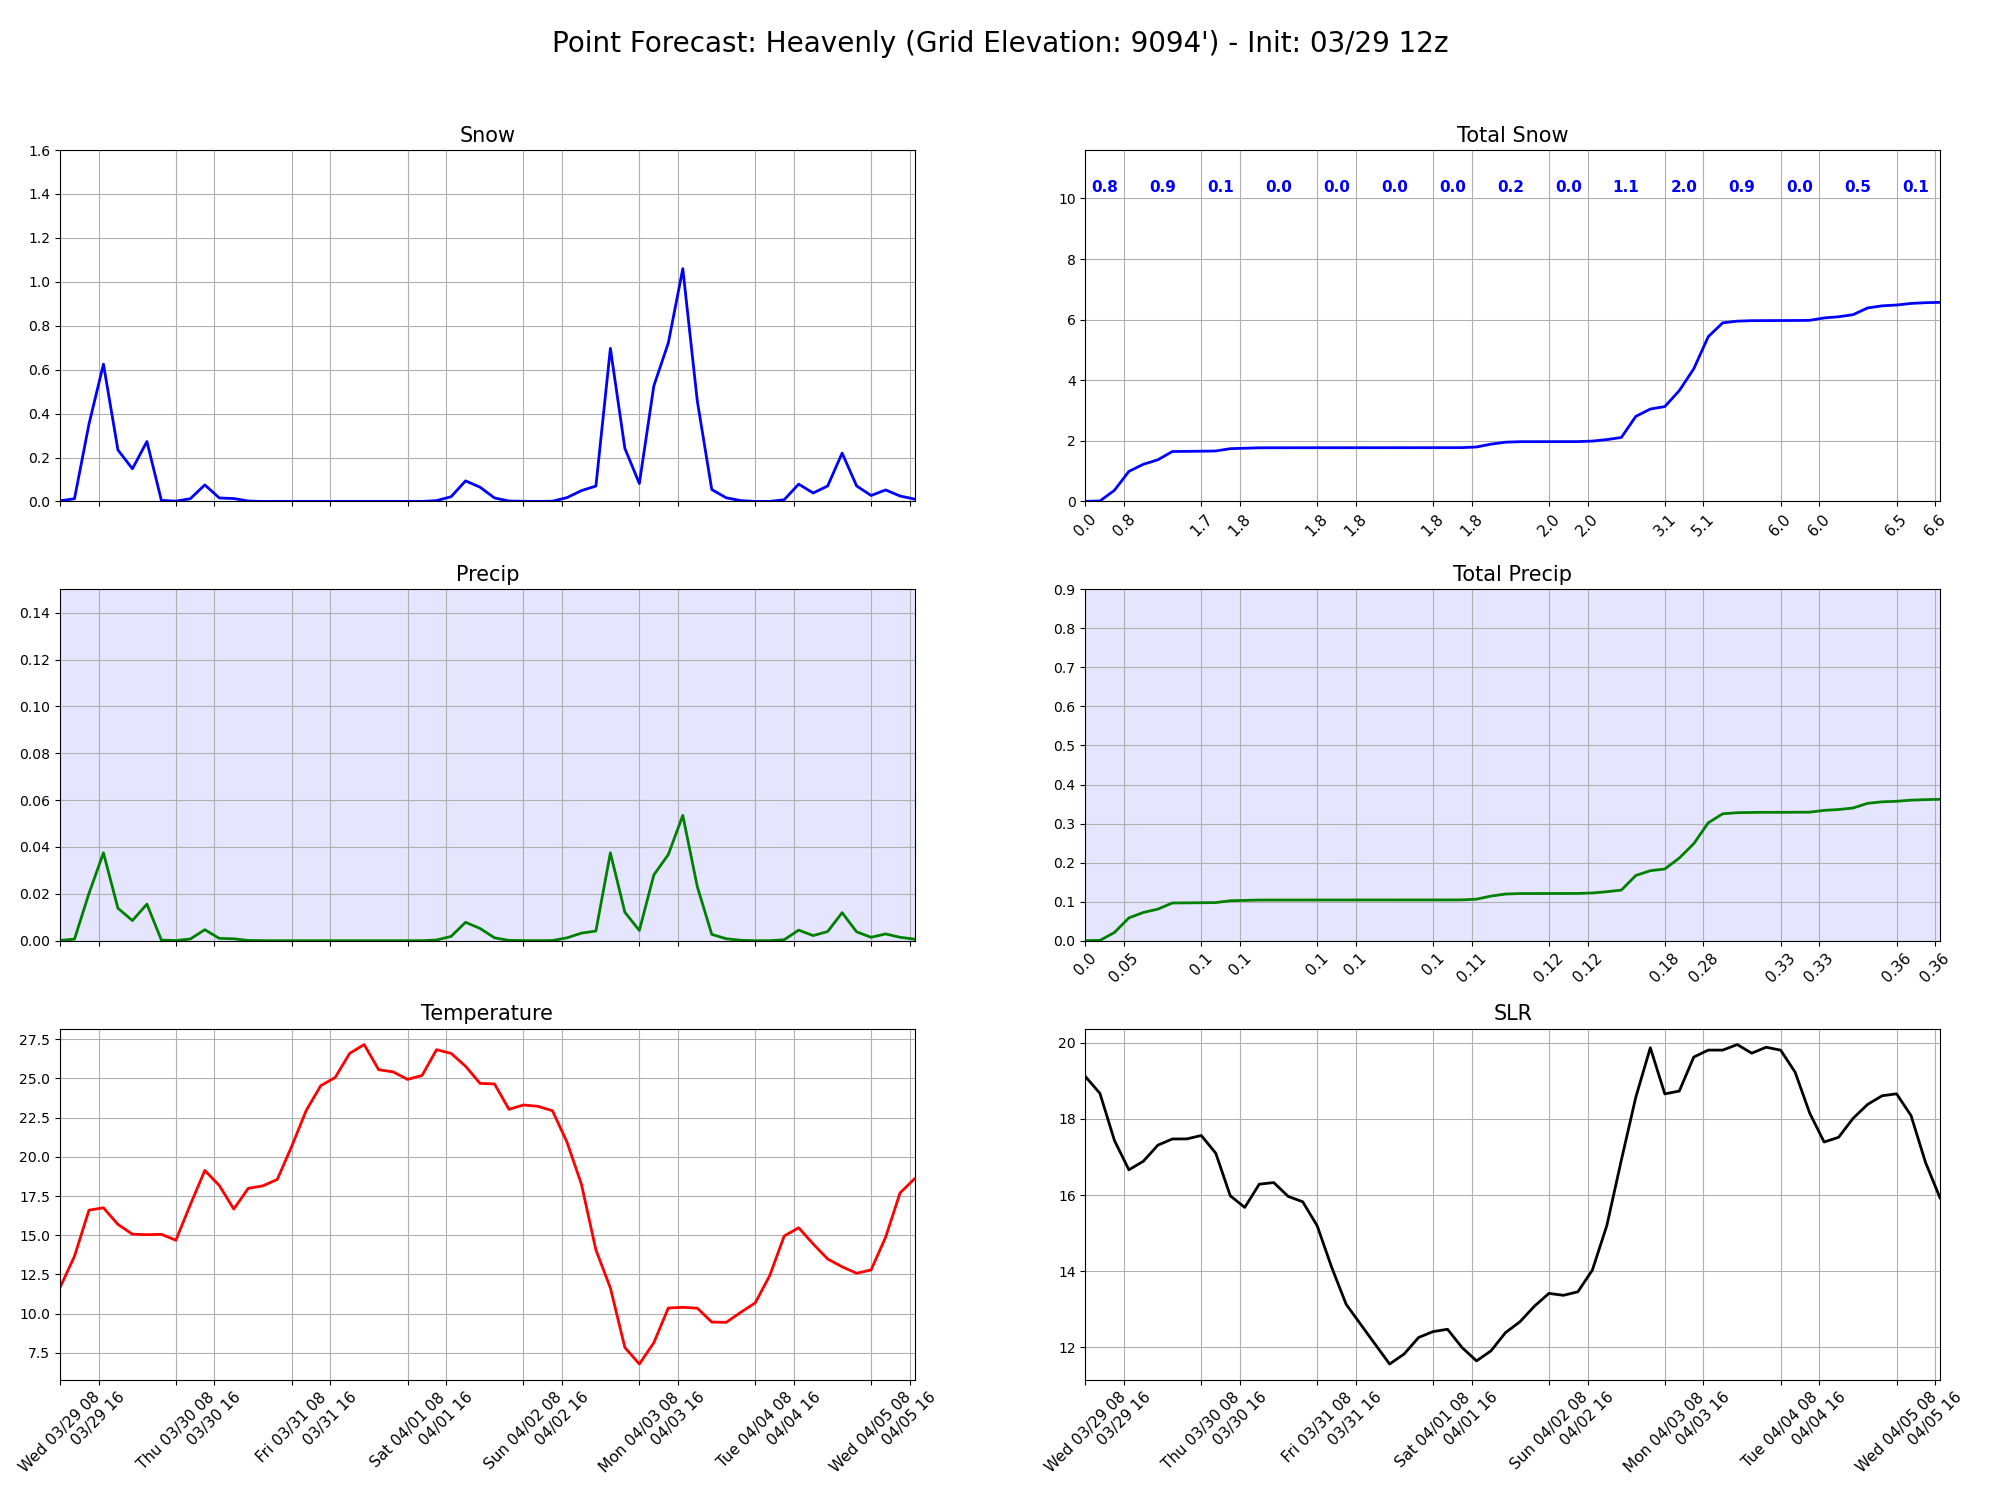 Point Forecast: Heavenly (Grid Elevation: 9094') - Init: 03/29 12z
Snow
1.6
1.4
1.2
1.0
0.8
0.6
0.4
0.2
0.0
Total Snow
0.8 0.9 0.1 0.0 0.0 0.0 0.0 0.2 0.0 1.1 2.0 0.9 0.0 0.5 0.1
10
8
6
4
2
0
0.0 0.8 1.7 1.8 1.8 1.8 1.8 1.8 2.0 2.0 3.1 5.1 6.0 6.0 6.5 6.6
Precip
0.14
0.12
0.10
0.08
0.06
0.04
0.02
0.00
Total Precip
0.9
0.8
0.7
0.6
0.5
0.4
0.3
0.2
0.1
0.0
0.0 0.05 0.1 0.1 0.1 0.1 0.1 0.11 0.12 0.12 0.18 0.28 0.33 0.33 0.36 0.36
Temperature
27.5
25.0
22.5
20.0
17.5
15.0
12.5
10.0
7.5
Wed 03/29 08
03/29 16
Thu 03/30 08
03/30 16
Fri 03/31 08
03/31 16
Sat 04/01 08
04/01 16
Sun 04/02 08
04/02 16
Mon 04/03 08
04/03 16
Tue 04/04 08
04/04 16
Wed 04/05 08
04/05 16
SLR
20
18
16
14
12
Wed 03/29 08
03/29 16
Thu 03/30 08
03/30 16
Fri 03/31 08
03/31 16
Sat 04/01 08
04/01 16
Sun 04/02 08
04/02 16
Mon 04/03 08
04/03 16
Tue 04/04 08
04/04 16
Wed 04/05 08
04/05 16